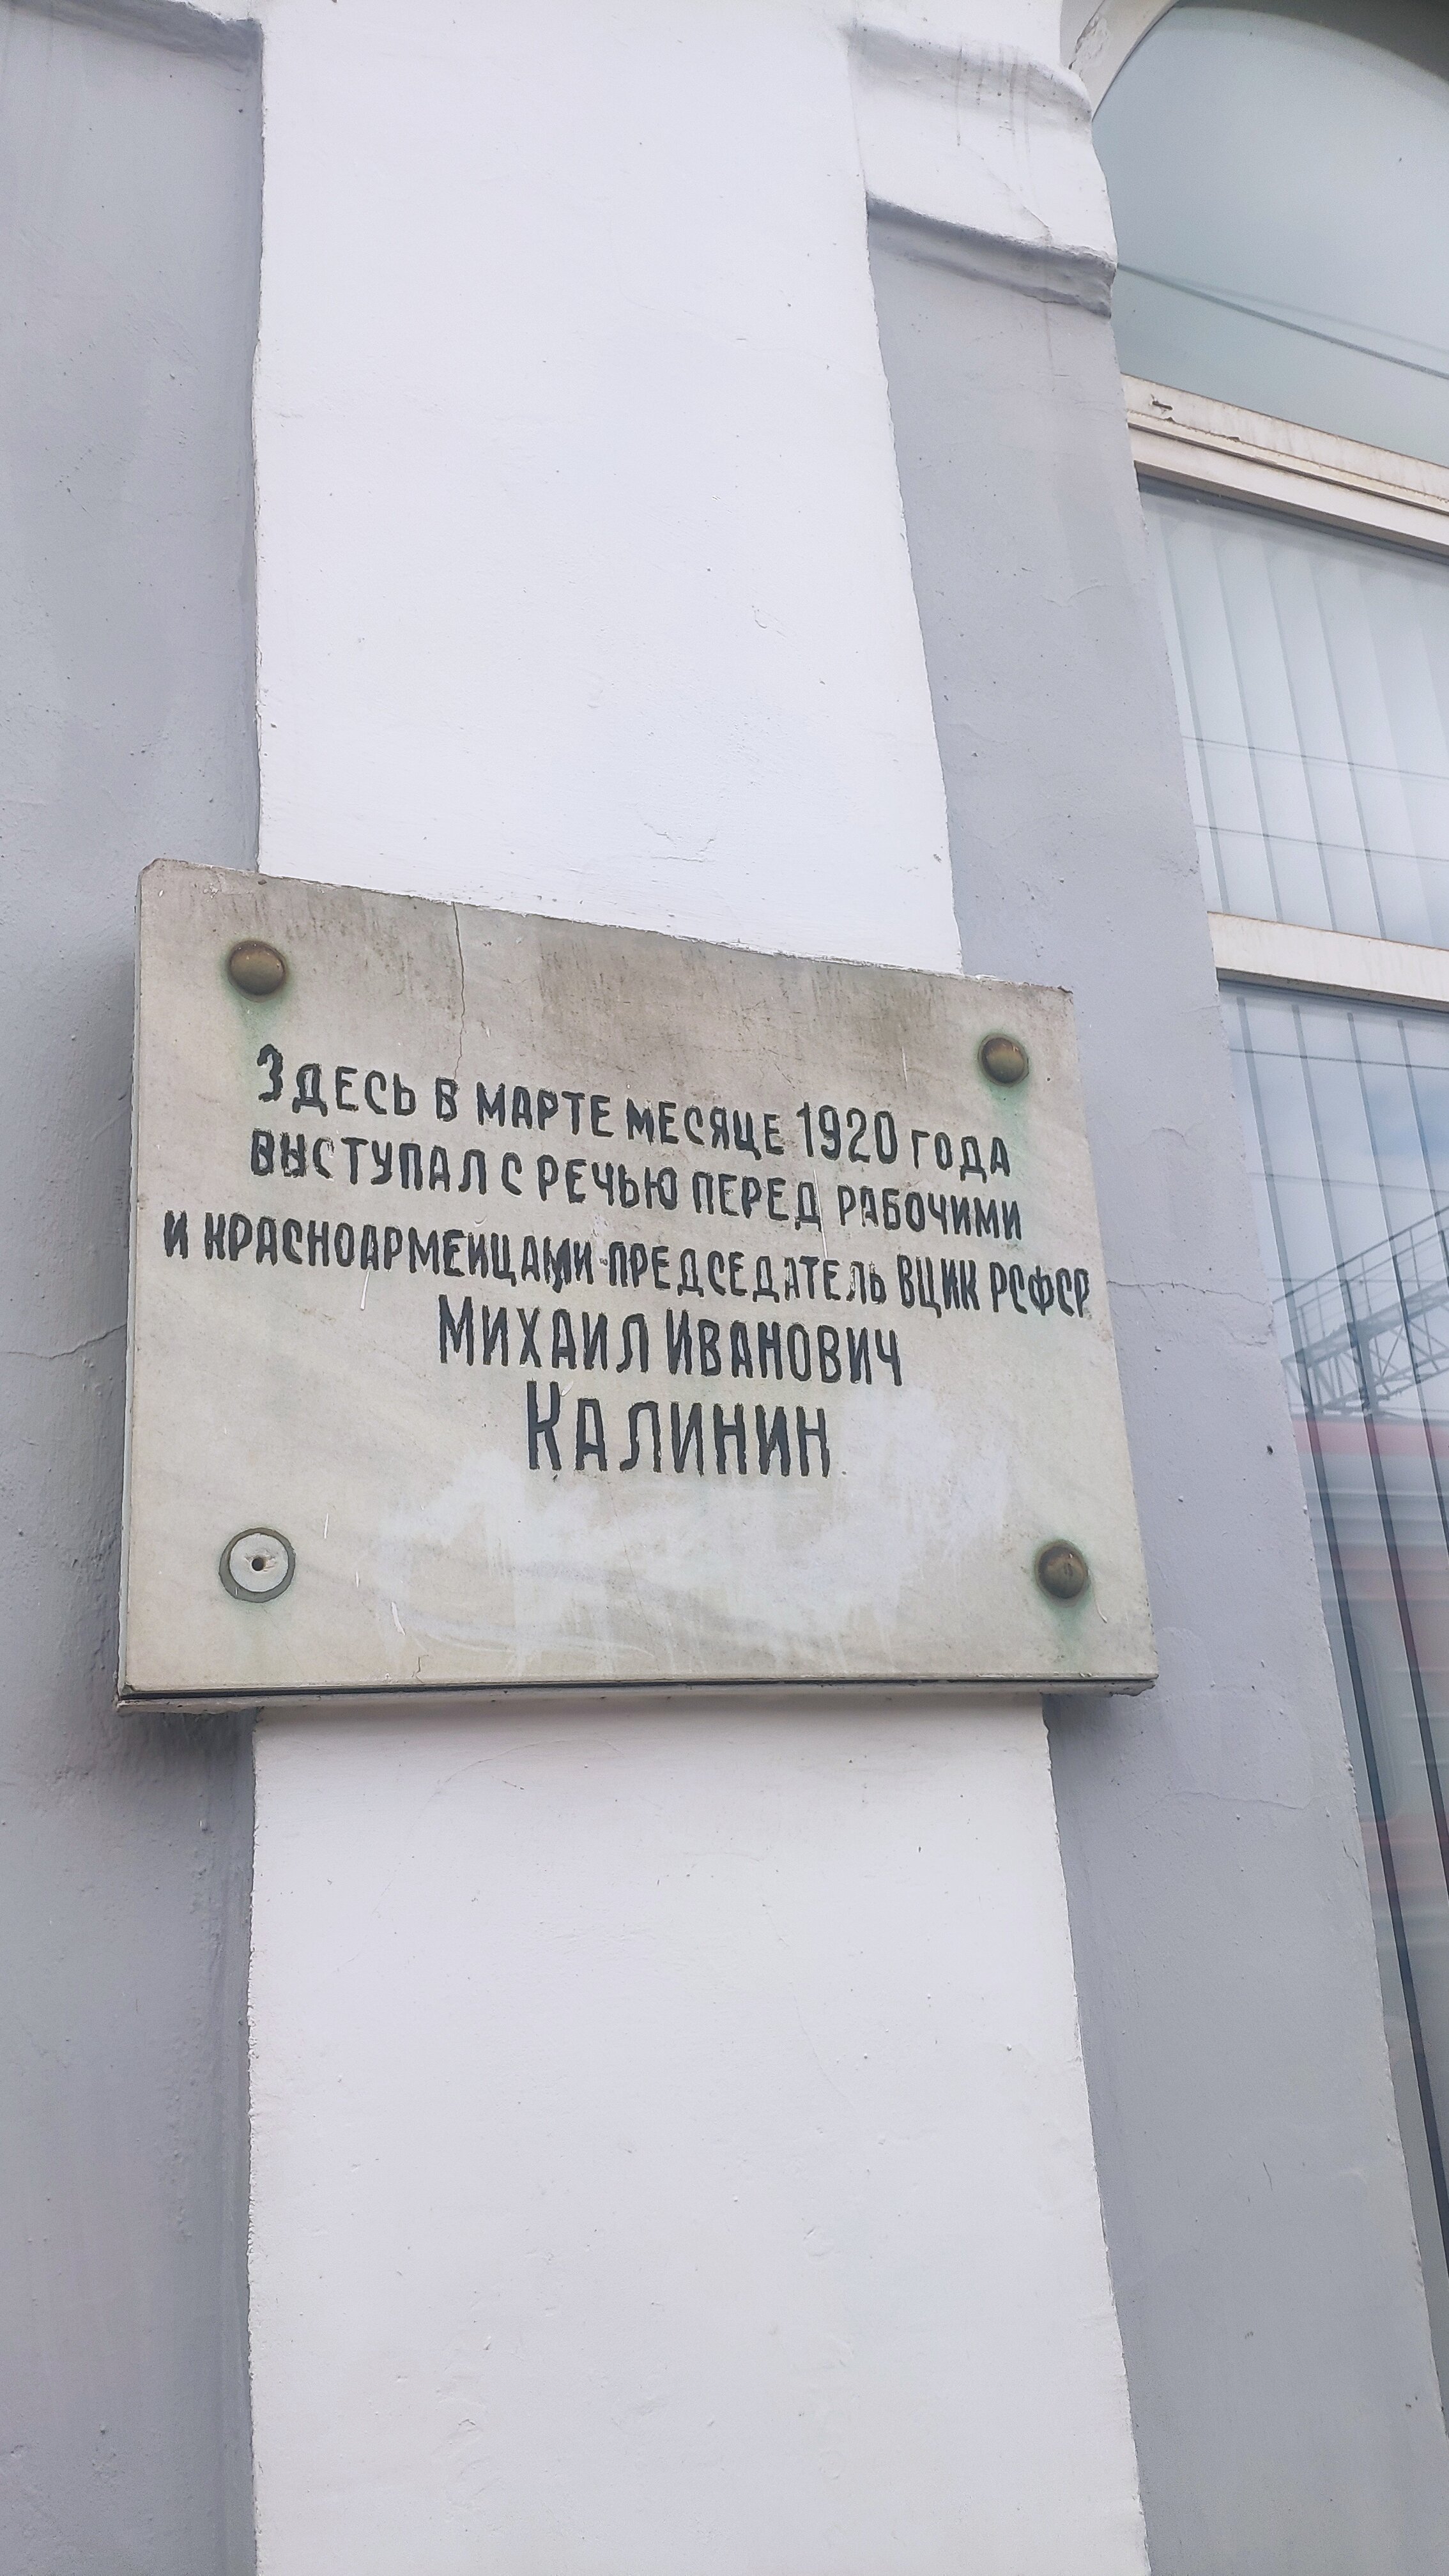 Здесь в марте месяце 1920 года
выступал с речью перед рабочими
и красноармейцами-председатель ВЦИК РСФСР
Михаил Иванович
Калинин